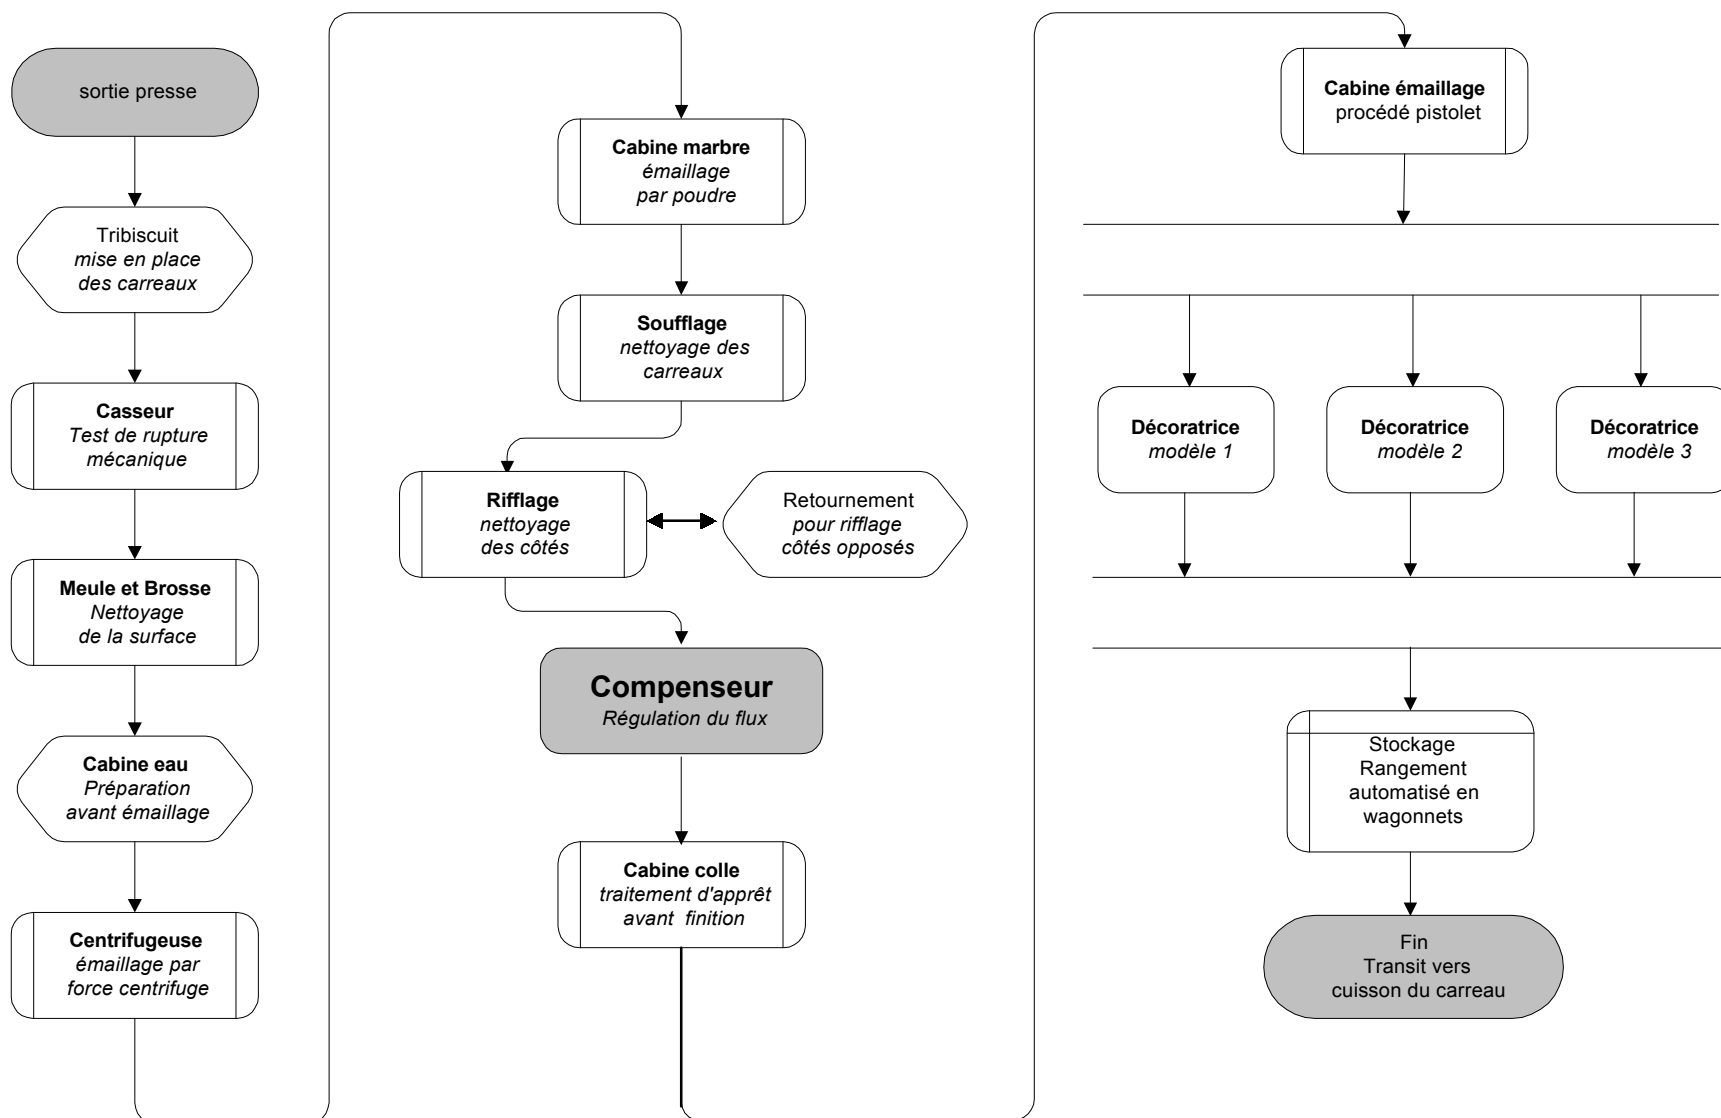 sortie presse
Tribiscuit
mise en place
des carreaux
Casseur
Test de rupture
mécanique
Meule et Brosse
Nettoyage
de la surface
Cabine eau
Préparation
avant émaillage
Centrifugeuse
émaillage par
force centrifuge
Cabine marbre
émaillage
par poudre
Soufflage
nettoyage des
carreaux
Rifflage
nettoyage
des côtés
Retournement
pour rifflage
côtés opposés
Compenseur
Régulation du flux
Cabine colle
traitement d'apprêt
avant finition
Cabine émaillage
procédé pistolet
Décoratrice
modèle 1
Décoratrice
modèle 2
Décoratrice
modèle 3
Stockage
Rangement
automatisé en
wagonnets
Fin
Transit vers
cuisson du carreau